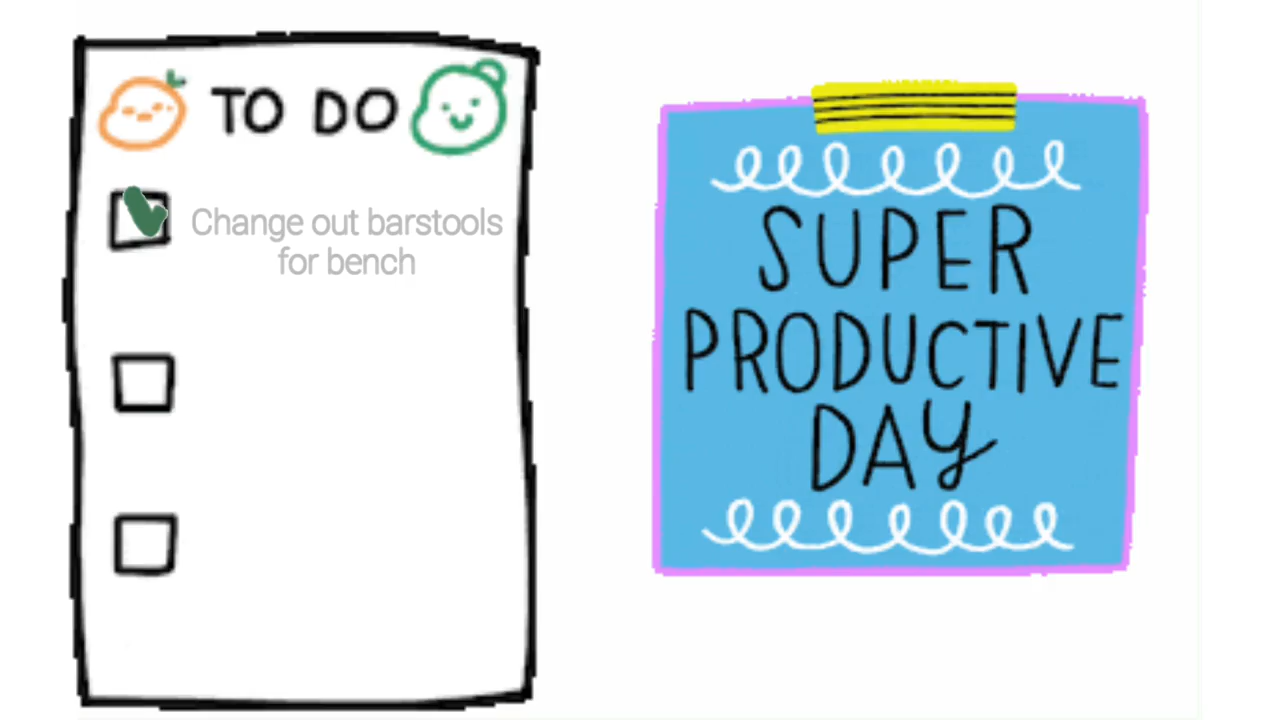 TO DO
Change out barstools
for bench
SUPER
PRODUCTIVE
DAY